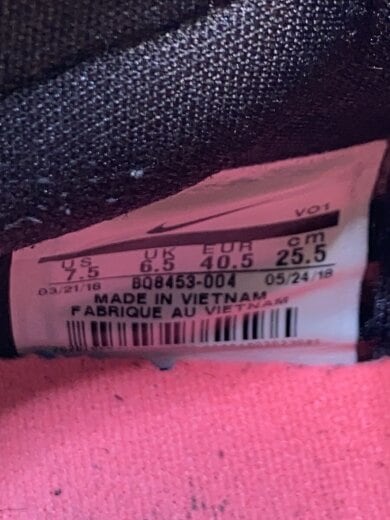 VO1
US UK EUR cm
7.5 6.5 40.5 25.5
03/21/18 BQ8453-004 05/24/18
MADE IN VIETNAM
FABRIQUE AU VIETNAM